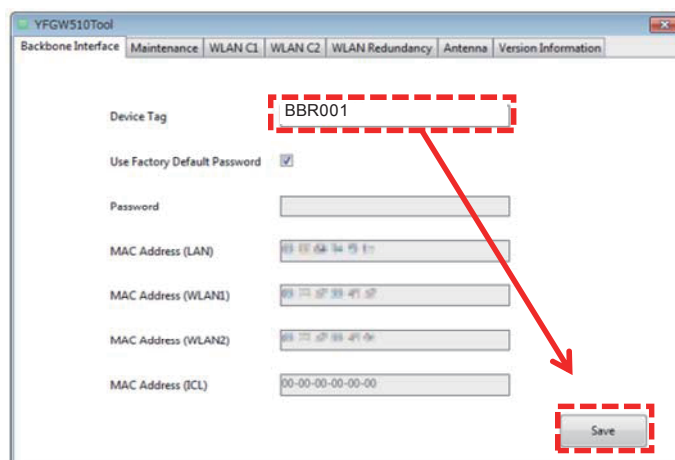 YFGW510Tool
Backbone Interface Maintenance WLAN C1 WLAN C2 WLAN Redundancy Antenna Version Information
Device Tag BBR001
Use Factory Default Password
Password
MAC Address (LAN)
MAC Address (WLAN1)
MAC Address (WLAN2)
MAC Address (ICL) 00-00-00-00-00-00
Save